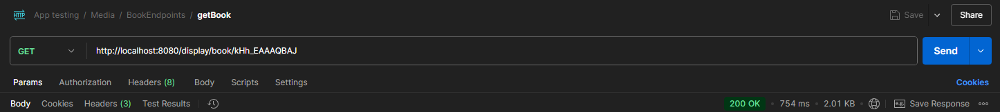 HTTP App testing / Media / BookEndpoints / getBook Save Share
GET http://localhost:8080/display/book/kHh_EAAAQBAJ Send
Params Authorization Headers (8) Body Scripts Settings Cookies
Body Cookies Headers (3) Test Results 200 OK • 754 ms • 2.01 KB • e.g. Save Response